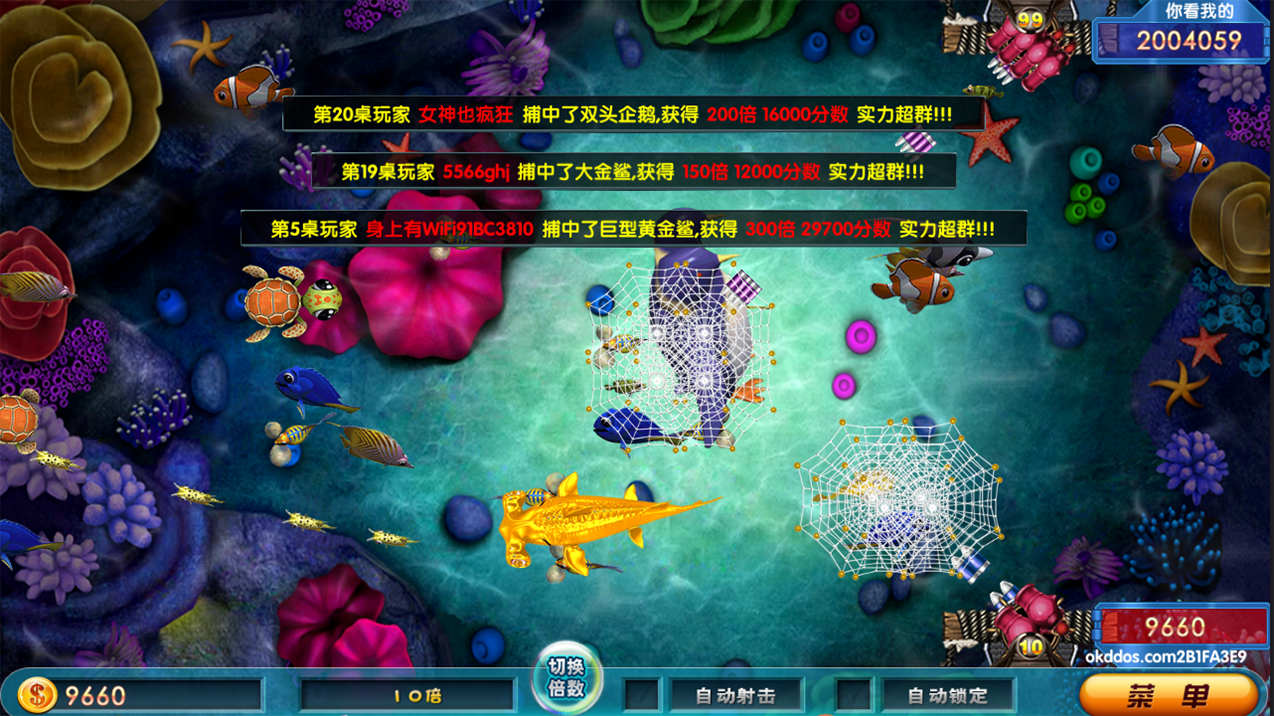 你看我的
99
2004059
第20桌玩家 女神也疯狂 捕中了双头企鹅,获得 200倍 16000分数 实力超群!!!
第19桌玩家 5566ghj 捕中了大金鲨,获得 150倍 12000分数 实力超群!!!
第5桌玩家 身上有WiFi91BC3810 捕中了巨型黄金鲨,获得 300倍 29700分数 实力超群!!!
9660
10
okddos.com2B1FA3E9
9660
10倍
切换
倍数
自动射击
自动锁定
菜 单